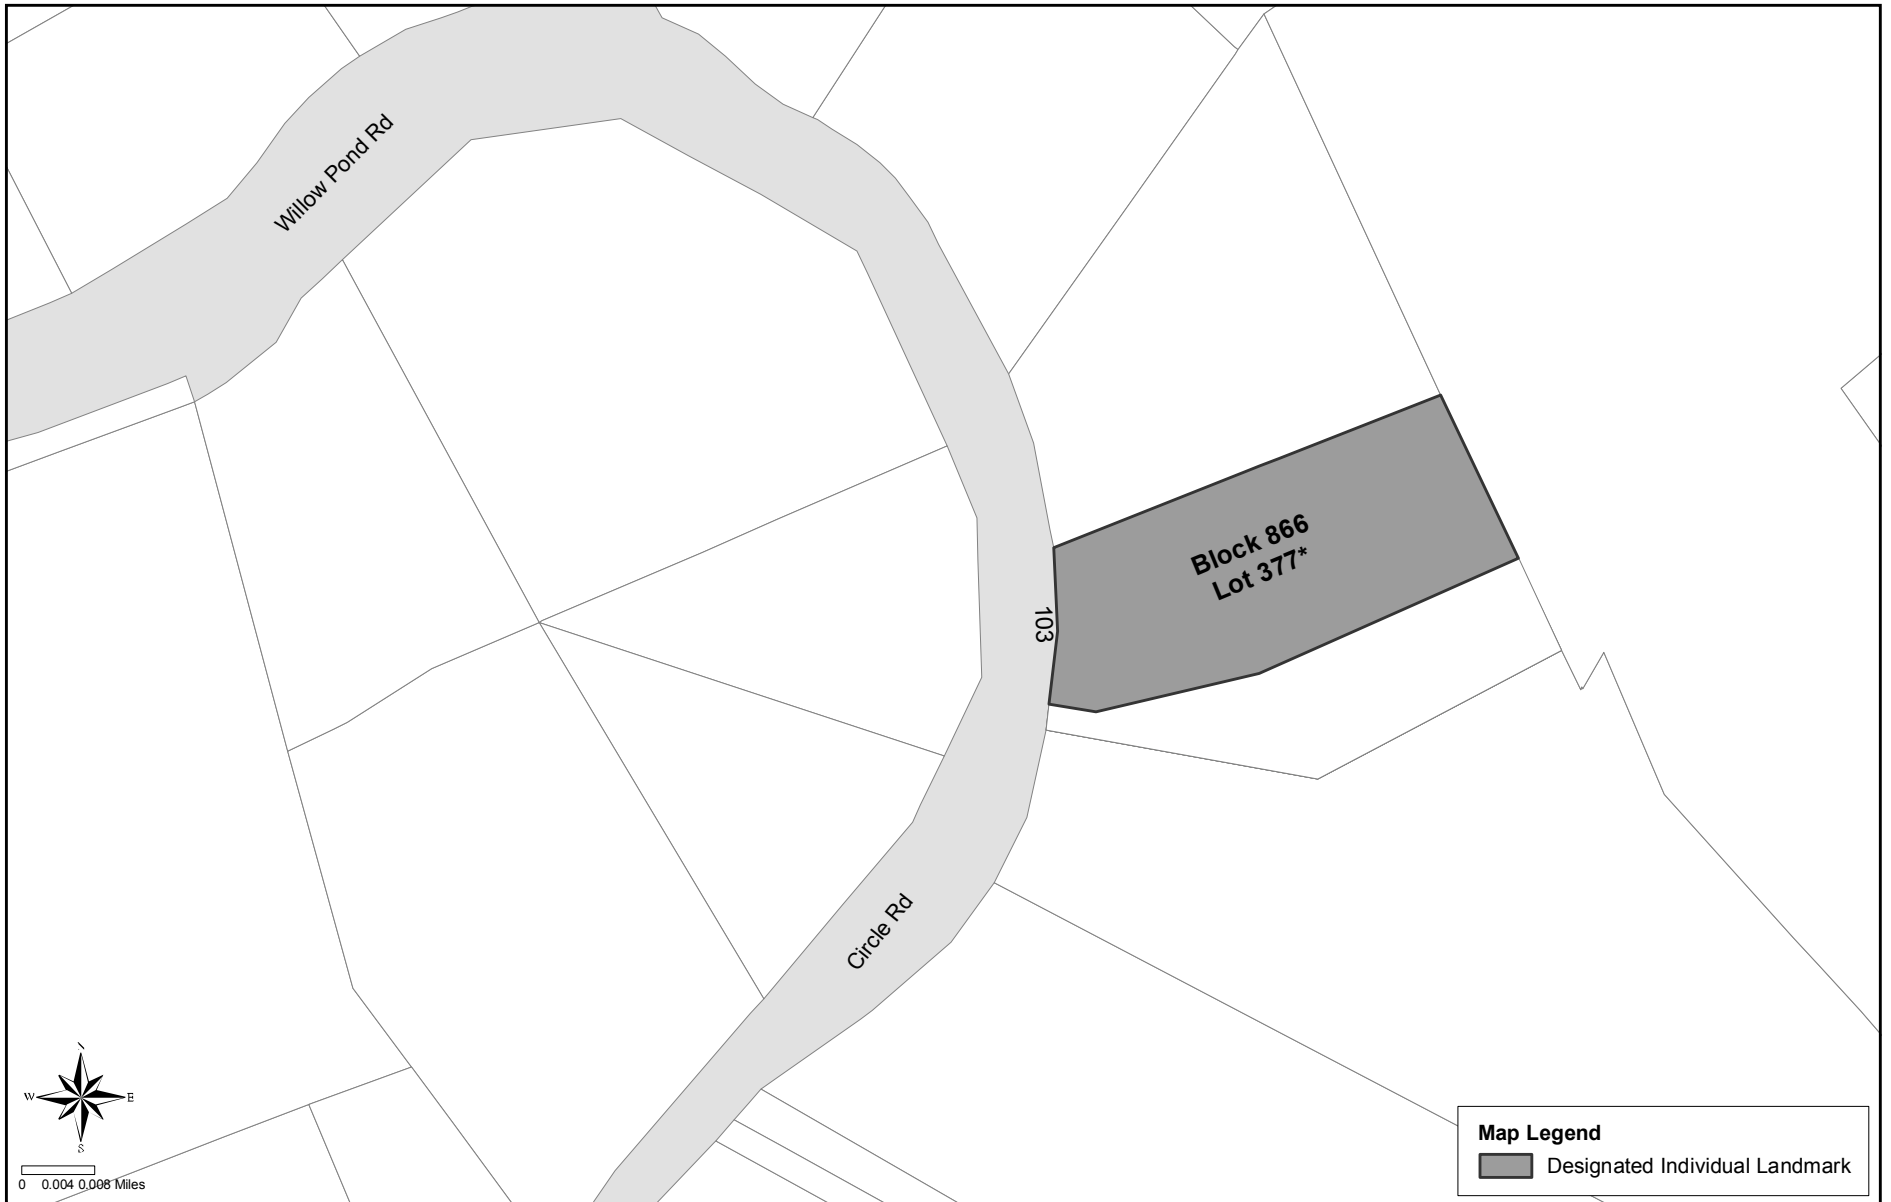 Willow Pond Rd
Block 866
Lot 377*
103
Circle Rd
N
W E
S
0 0.004 0.008 Miles
Map Legend
Designated Individual Landmark